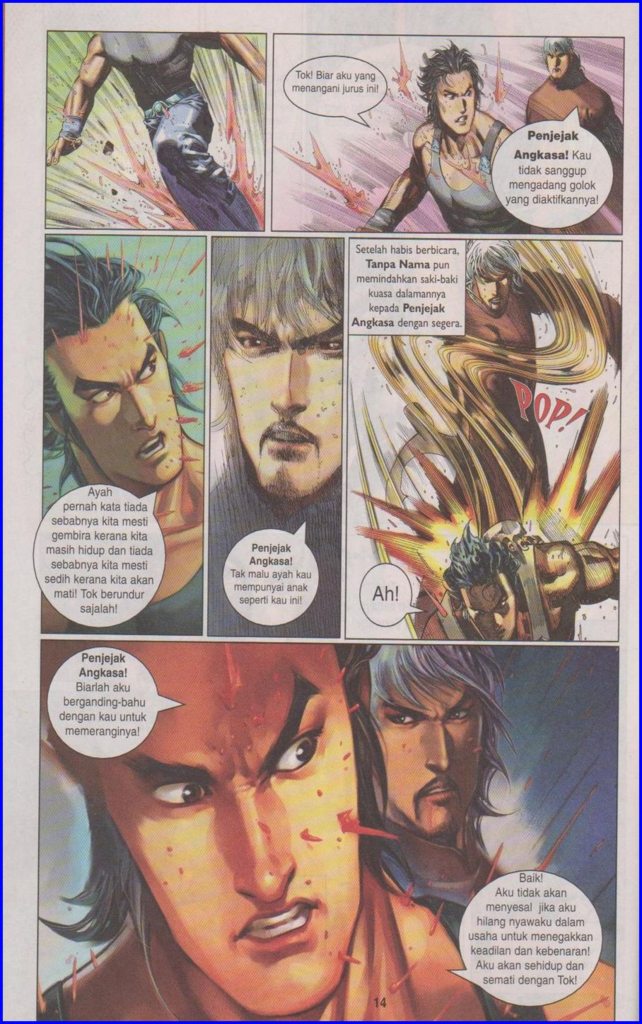 Tok! Biar aku yang
menangani jurus ini!
Penjejak
Angkasa! Kau
tidak sanggup
mengadang golok
yang diaktifkannya!
Ayah
pernah kata tiada
sebabnya kita mesti
gembira kerana kita
masih hidup dan tiada
sebabnya kita mesti
sedih kerana kita akan
mati! Tok berundur
sajalah!
Penjejak
Angkasa!
Tak malu ayah kau
mempunyai anak
seperti kau ini!
Setelah habis berbicara,
Tanpa Nama pun
memindahkan saki-baki
kuasa dalamannya
kepada Penjejak
Angkasa dengan segera.
POP!
Ah!
Penjejak
Angkasa!
Biarlah aku
berganding-bahu
dengan kau untuk
memeranginya!
Baik!
Aku tidak akan
menyesal jika aku
hilang nyawaku dalam
usaha untuk menegakkan
keadilan dan kebenaran!
Aku akan sehidup dan
semati dengan Tok!
14